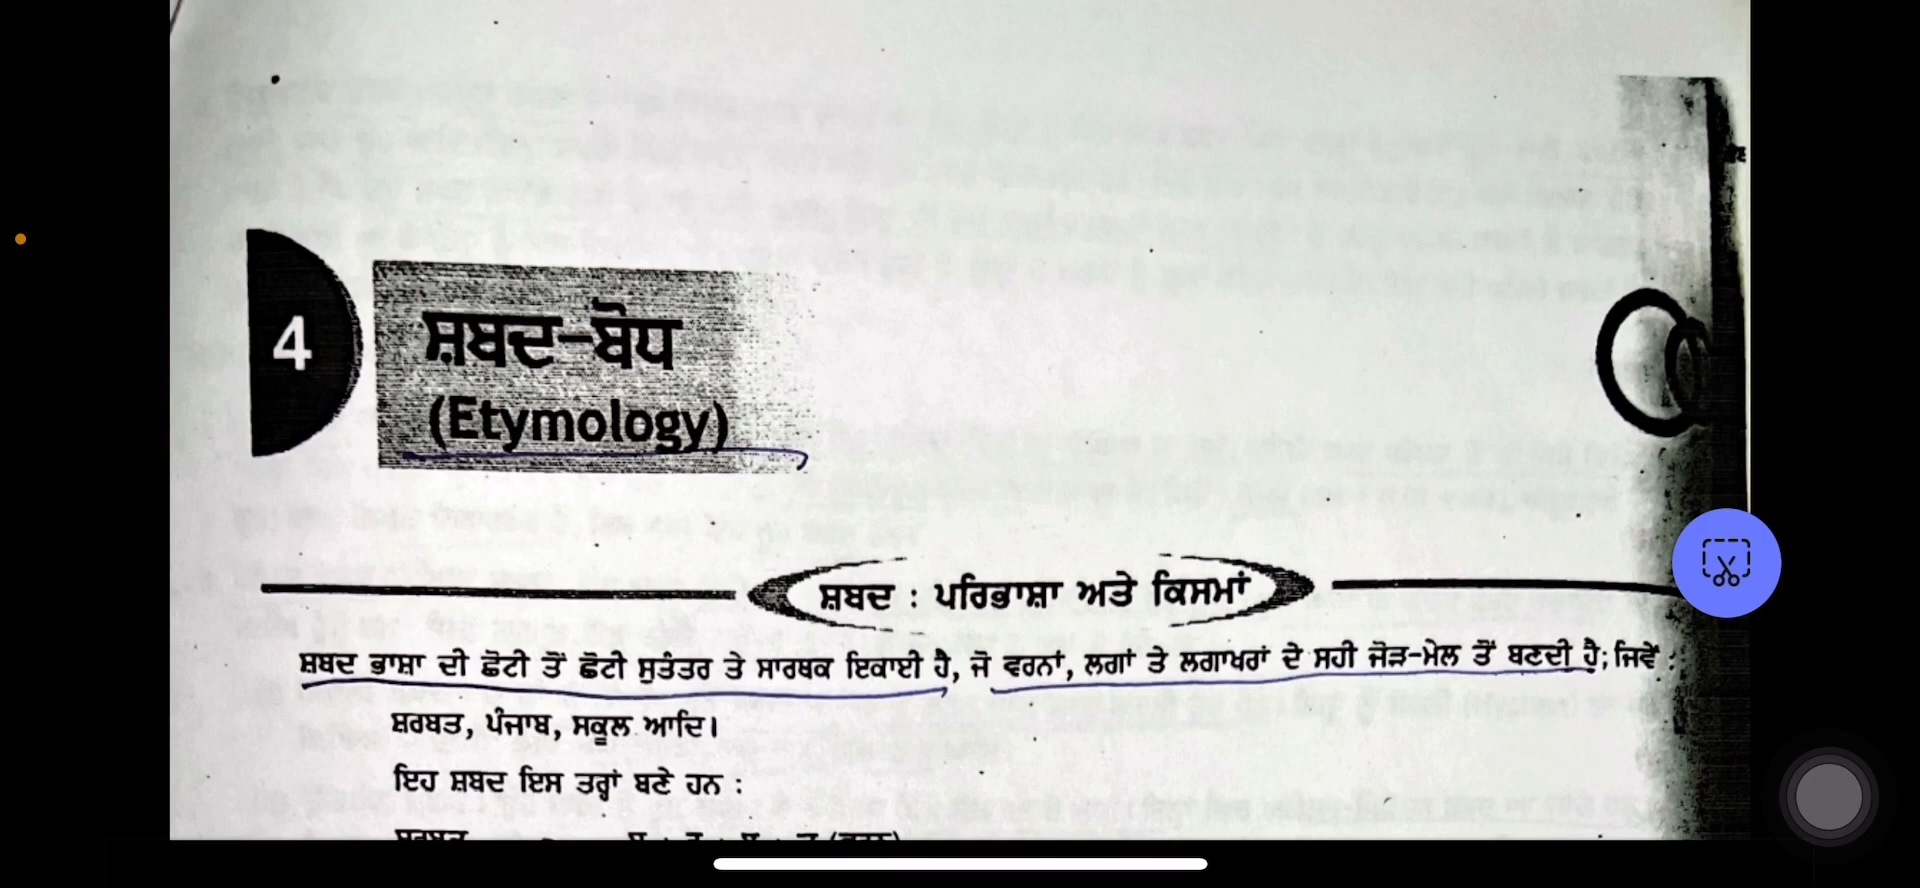 4
ਸ਼ਬਦ-ਬੋਧ
(Etymology)
ਸ਼ਬਦ : ਪਰਿਭਾਸ਼ਾ ਅਤੇ ਕਿਸਮਾਂ
ਸ਼ਬਦ ਭਾਸ਼ਾ ਦੀ ਛੋਟੀ ਤੋਂ ਛੋਟੀ ਸੁਤੰਤਰ ਤੇ ਸਾਰਥਕ ਇਕਾਈ ਹੈ, ਜੋ ਵਰਨਾਂ, ਲਗਾਂ ਤੇ ਲਗਾਖਰਾਂ ਦੇ ਸਹੀ ਜੋੜ-ਮੇਲ ਤੋਂ ਬਣਦੀ ਹੈ; ਜਿਵੇਂ :
ਸ਼ਰਬਤ, ਪੰਜਾਬ, ਸਕੂਲ ਆਦਿ।
ਇਹ ਸ਼ਬਦ ਇਸ ਤਰ੍ਹਾਂ ਬਣੇ ਹਨ :